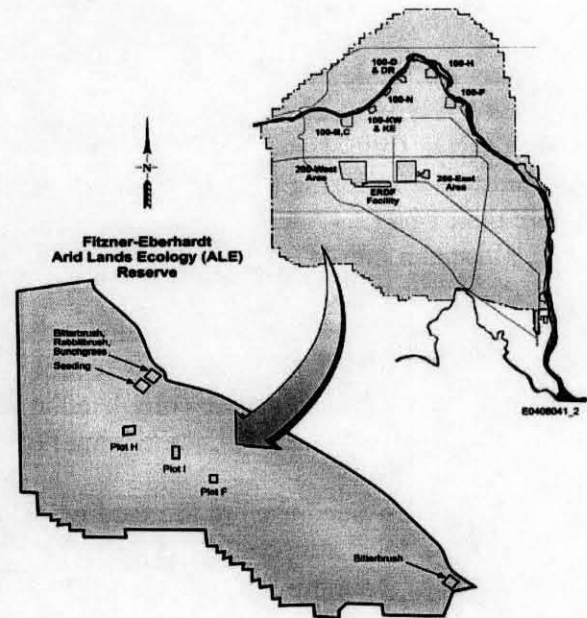 100-D
& DR
100-H
100-N
100-F
100-B,C
100-KW
& KE
200-West
Area
200-East
Area
ERDF
Facility
N
Fitzner-Eberhardt
Arid Lands Ecology (ALE)
Reserve
Bitterbrush,
Rabbitbrush,
Bunchgrass
Seeding
Plot H
Plot I
Plot F
Bitterbrush
E0408041_2